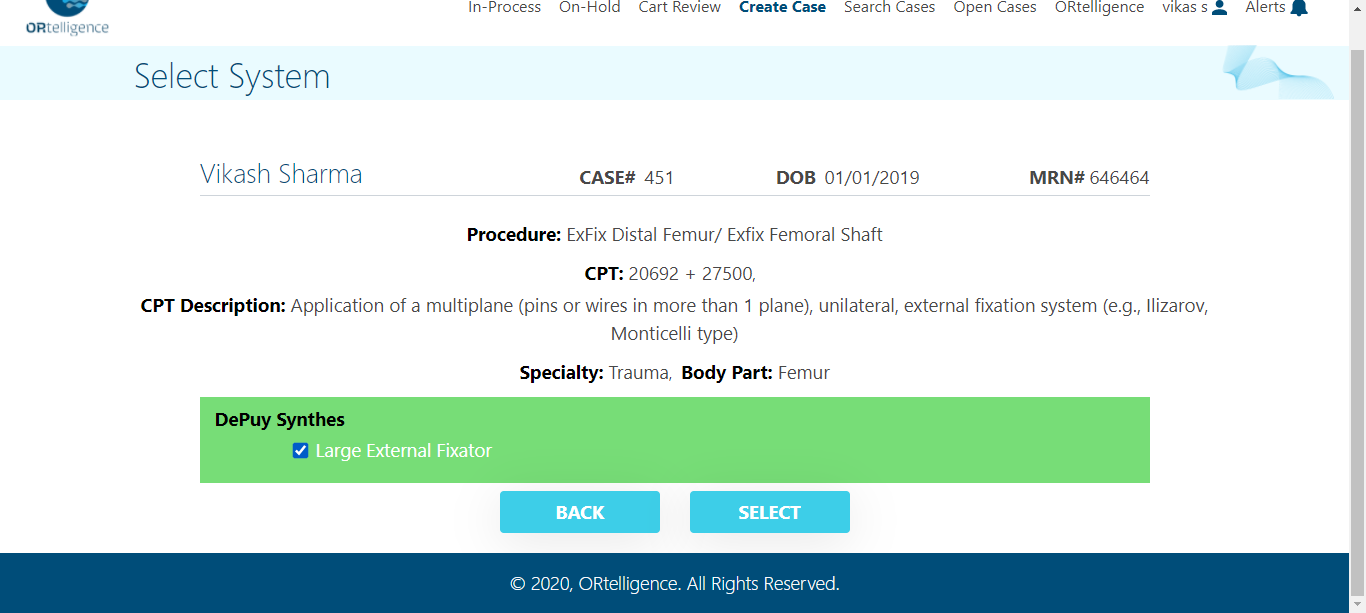 In-Process On-Hold Cart Review Create Case Search Cases Open Cases ORtelligence vikas s Alerts
ORtelligence
Select System
Vikash Sharma CASE# 451 DOB 01/01/2019 MRN# 646464
Procedure: ExFix Distal Femur/ Exfix Femoral Shaft
CPT: 20692 + 27500,
CPT Description: Application of a multiplane (pins or wires in more than 1 plane), unilateral, external fixation system (e.g., Ilizarov,
Monticelli type)
Specialty: Trauma, Body Part: Femur
DePuy Synthes
Large External Fixator
BACK SELECT
© 2020, ORtelligence. All Rights Reserved.